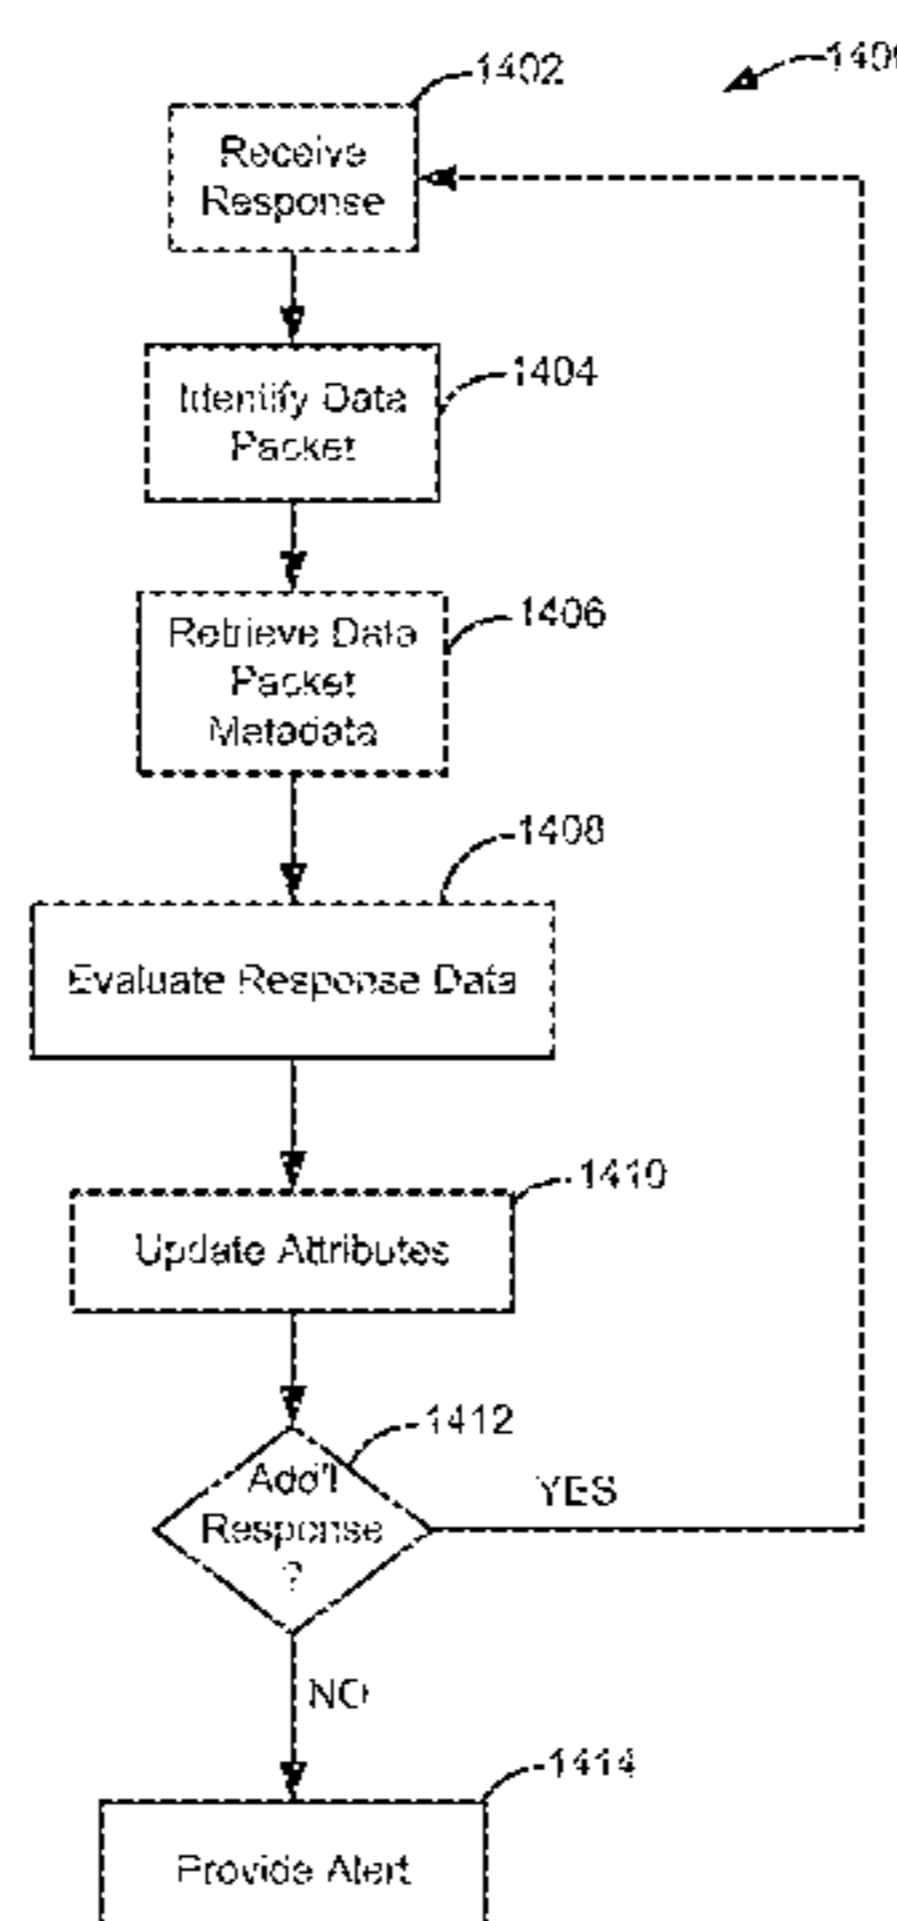 1402
Receive
Response
1404
Identify Data
Packet
1406
Retrieve Data
Packet
Metadata
1408
Evaluate Response Data
1410
Update Attributes
1412
Add'l
Response
?
YES
NO
1414
Provide Alert